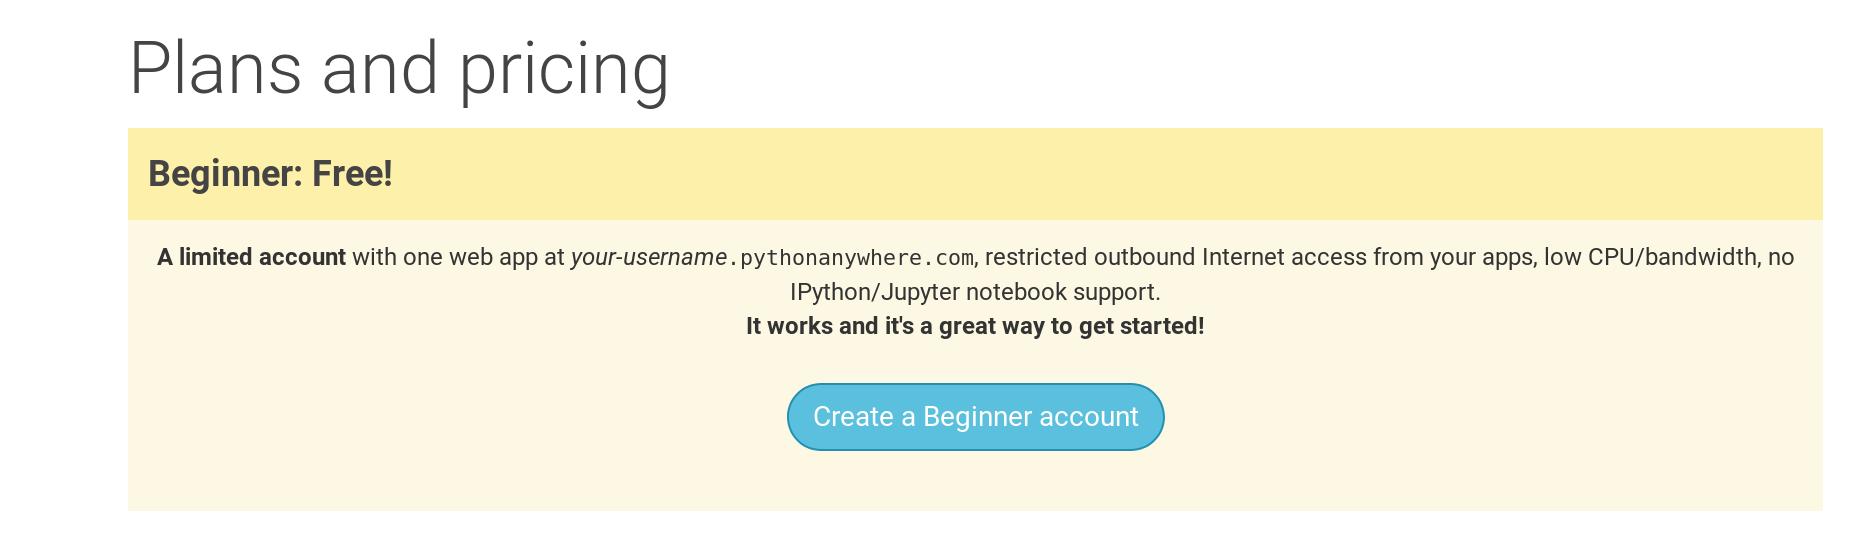 Plans and pricing
Beginner: Free!
A limited account with one web app at your-username.pythonanywhere.com, restricted outbound Internet access from your apps, low CPU/bandwidth, no
IPython/Jupyter notebook support.
It works and it's a great way to get started!
Create a Beginner account